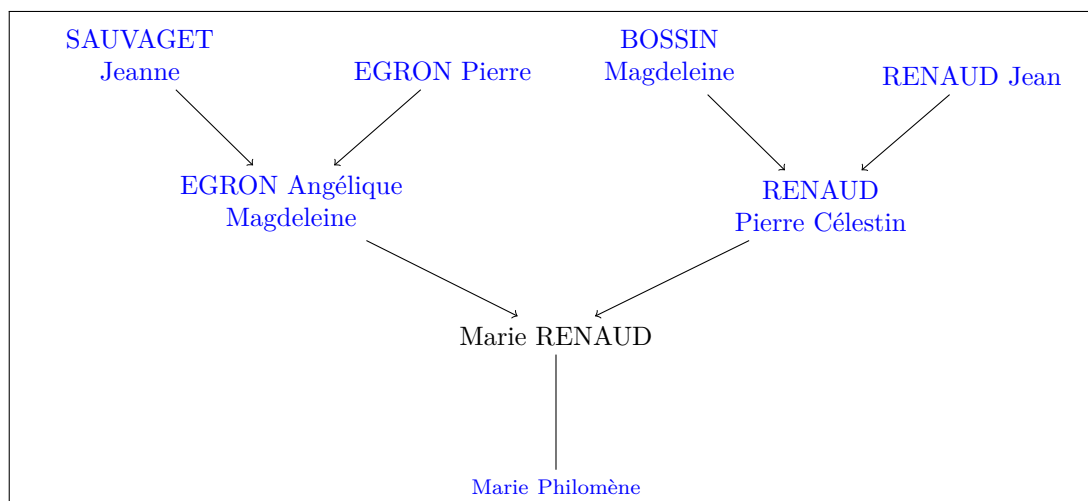 SAUVAGET
Jeanne
EGRON Pierre
BOSSIN
Magdeleine
RENAUD Jean
EGRON Angélique
Magdeleine
RENAUD
Pierre Célestin
Marie RENAUD
Marie Philomène